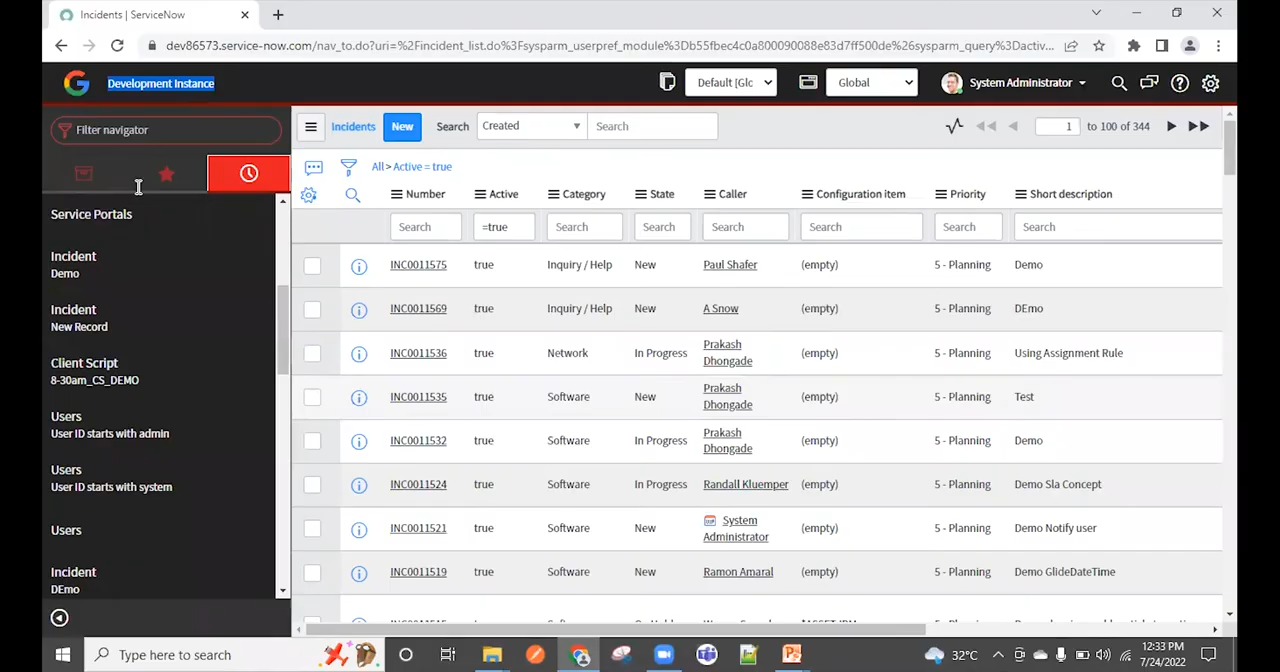 Incidents | ServiceNow
dev86573.service-now.com/nav_to.do?uri=%2Fincident_list.do%3Fsysparm_userpref_module%3Db55fbec4c0a800090088e83d7ff500de%26sysparm_query%3Dactiv...
Development Instance
Default [Glc
Global
System Administrator
Filter navigator
Service Portals
Incident
Demo
Incident
New Record
Client Script
8-30am_CS_DEMO
Users
User ID starts with admin
Users
User ID starts with system
Users
Incident
DEmo
Incidents New Search Created Search 1 to 100 of 344
All > Active = true
Number Active Category State Caller Configuration item Priority Short description
Search =true Search Search Search Search Search Search
INC0011575 true Inquiry / Help New Paul Shafer (empty) 5 - Planning Demo
INC0011569 true Inquiry / Help New A Snow (empty) 5 - Planning DEmo
INC0011536 true Network In Progress Prakash Dhongade (empty) 5 - Planning Using Assignment Rule
INC0011535 true Software In Progress Prakash Dhongade (empty) 5 - Planning Test
INC0011532 true Software In Progress Prakash Dhongade (empty) 5 - Planning Demo
INC0011524 true Software In Progress Randall Kluemper (empty) 5 - Planning Demo Sla Concept
INC0011521 true Software New System Administrator (empty) 5 - Planning Demo Notify user
INC0011519 true Software New Ramon Amaral (empty) 5 - Planning Demo GlideDateTime
Type here to search
32°C
12:33 PM
7/24/2022